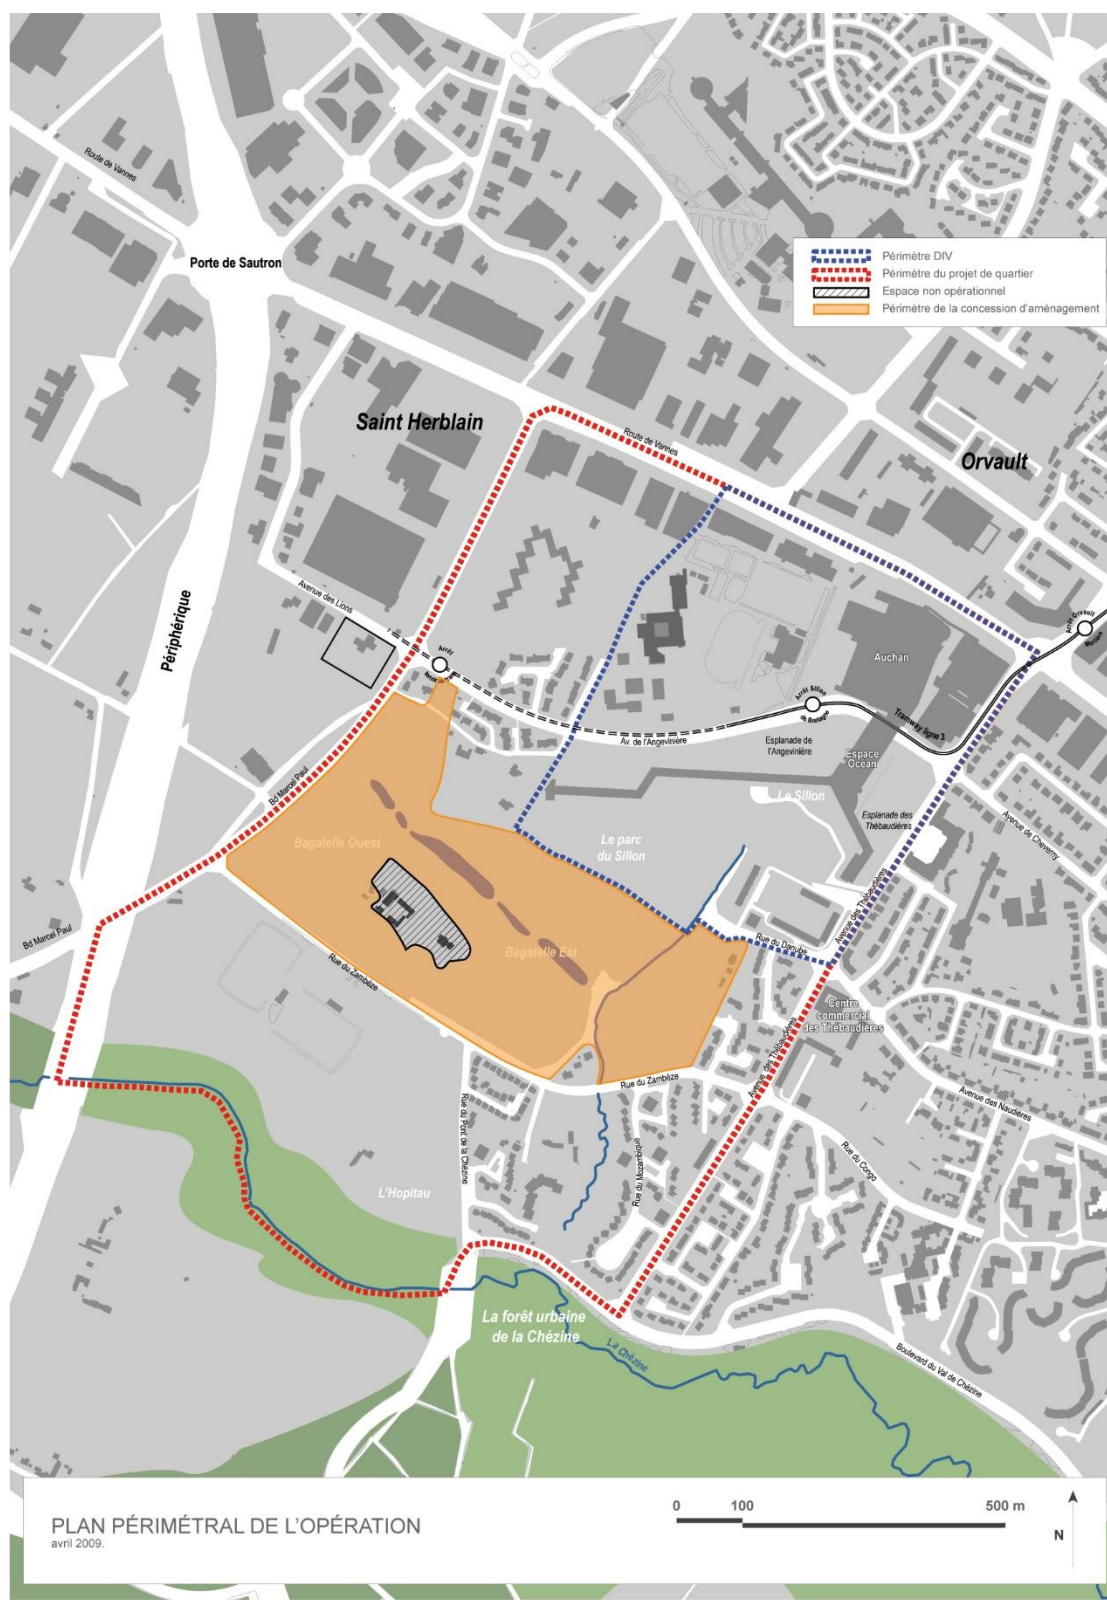 Route de Vannes
Porte de Sautron
Périmètre DIV
Périmètre du projet de quartier
Espace non opérationnel
Périmètre de la concession d'aménagement
Saint Herblain
Route de Vannes
Orvault
Avenue des Lions
Périphérique
Arrêt
Arrêt Orvault
Morlière
Auchan
Arrêt Sillon
de Bretagne
Tramway ligne 3
Av. de l'Angevinière
Esplanade de
l'Angevinière
Espace
Océan
Le Sillon
Esplanade des
Thébaudières
Avenue de Cheverny
Bd Marcel Paul
Bagatelle Ouest
Le parc
du Sillon
Avenue des Thébaudières
Bd Marcel Paul
Rue du Danube
Bagatelle Est
Rue du Zambèze
Centre
commercial
des Thébaudières
Avenue des Thébaudières
Rue du Zambèze
Avenue des Naudières
Rue du Pont de la Chézine
Rue du Mozambique
Rue du Congo
L'Hopitau
La forêt urbaine
de la Chézine
La Chézine
Boulevard du Val de Chézine
PLAN PÉRIMÉTRAL DE L'OPÉRATION
avril 2009.
0 100 500 m
N